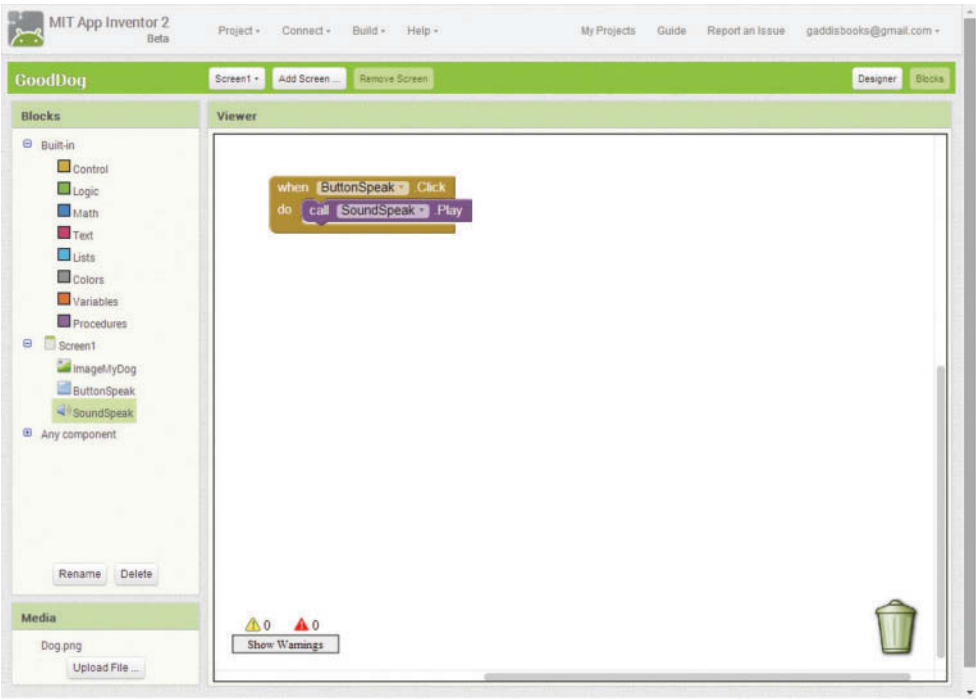 MIT App Inventor 2
Beta
Project Connect Build Help My Projects Guide Report an Issue gaddisbooks@gmail.com
GoodDog Screen1 Add Screen ... Remove Screen Designer Blocks
Blocks
Built-in
Control
Logic
Math
Text
Lists
Colors
Variables
Procedures
Screen1
ImageMyDog
ButtonSpeak
SoundSpeak
Any component
Rename Delete
Media
Dog.png
Upload File ...
Viewer
when ButtonSpeak .Click
do call SoundSpeak .Play
0 0
Show Warnings